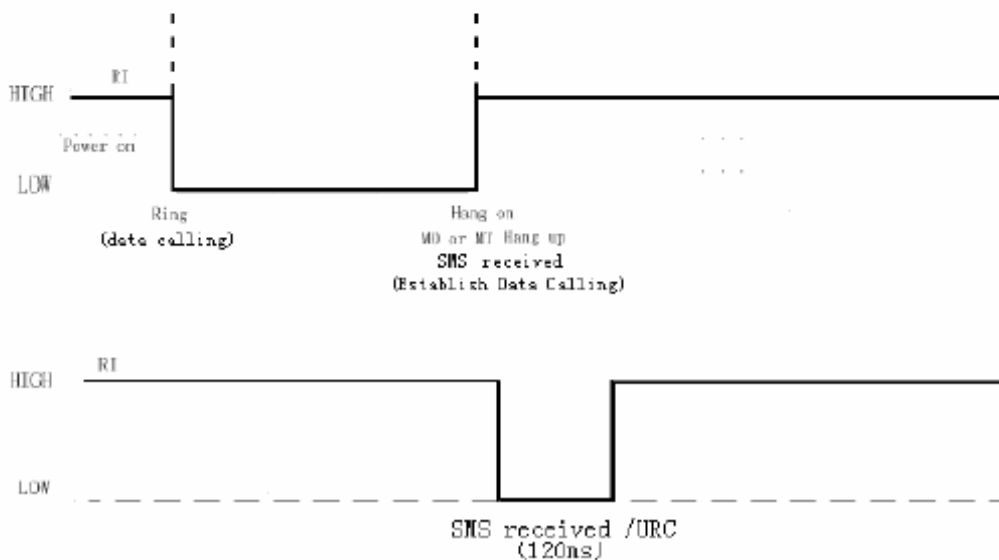 RI
HIGH
Power on
LOW
Ring
(data calling)
Hang on
MO or MT Hang up
SMS received
(Establish Data Calling)
RI
HIGH
LOW
SMS received /URC
(120ms)